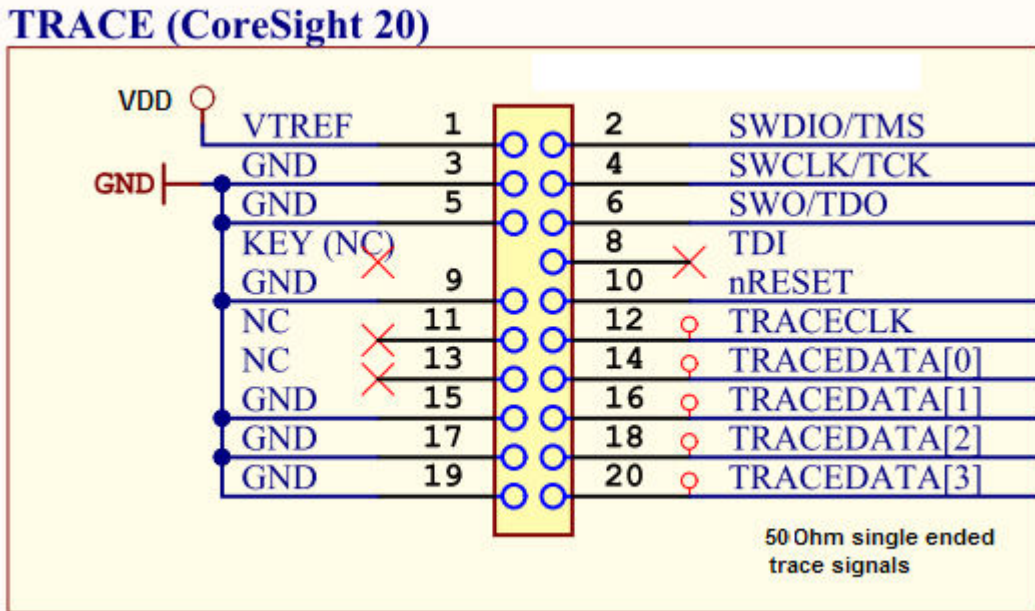 TRACE (CoreSight 20)
VDD
VTREF 1 2 SWDIO/TMS
GND GND 3 4 SWCLK/TCK
GND 5 6 SWO/TDO
KEY (NC) 8 TDI
GND 9 10 nRESET
NC 11 12 TRACECLK
NC 13 14 TRACEDATA[0]
GND 15 16 TRACEDATA[1]
GND 17 18 TRACEDATA[2]
GND 19 20 TRACEDATA[3]
50 Ohm single ended
trace signals